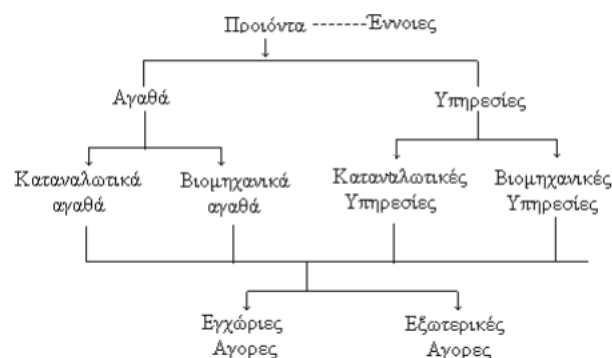 Προιόντα -------Έννοιες
Αγαθά Υπηρεσίες
Καταναλωτικά Βιομηχανικά Καταναλωτικές Βιομηχανικές
αγαθά αγαθά Υπηρεσίες Υπηρεσίες
Εγχώριες Εξωτερικές
Αγορες Αγορες